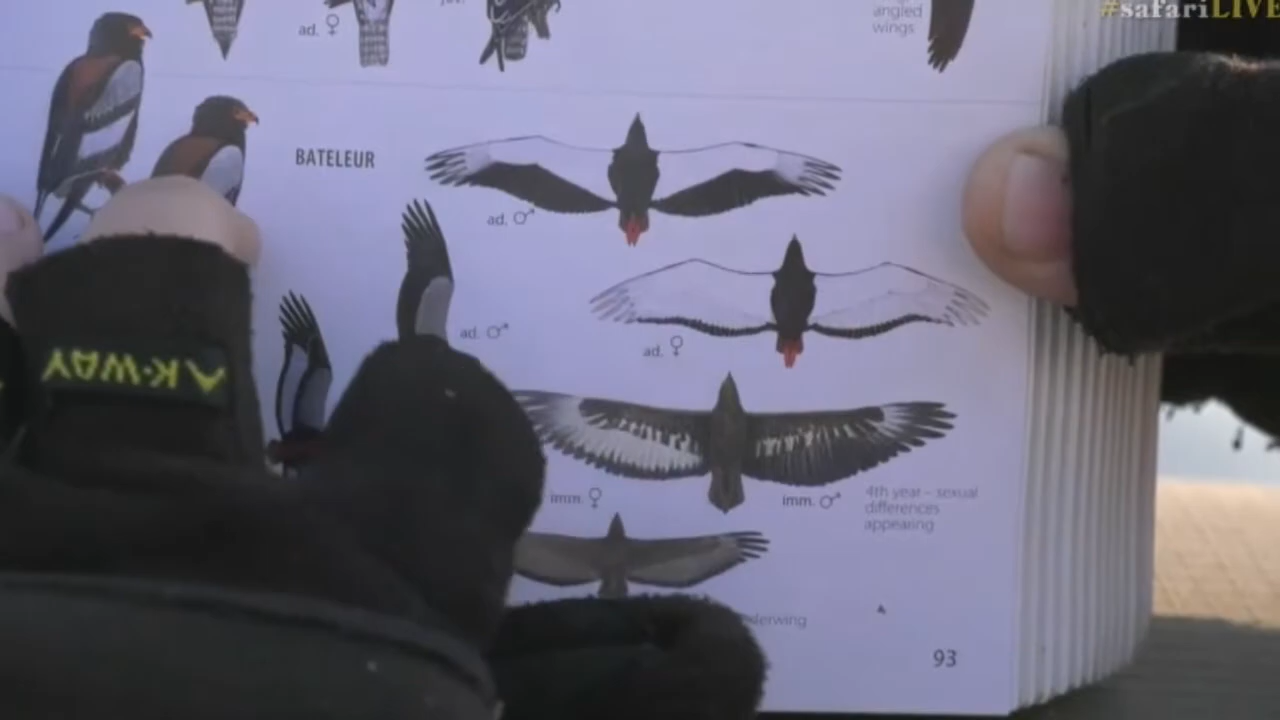 #safariLIVE
ad. ♀
angled
wings
BATELEUR
ad. ♂
ad. ♂
ad. ♀
imm. ♀
imm. ♂
4th year – sexual
differences
appearing
K·WAY
93